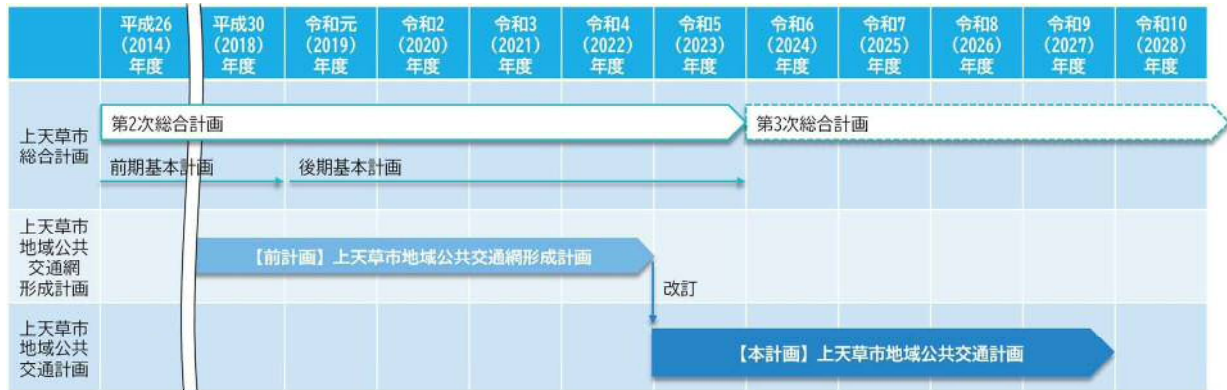 平成26
(2014)
年度
平成30
(2018)
年度
令和元
(2019)
年度
令和2
(2020)
年度
令和3
(2021)
年度
令和4
(2022)
年度
令和5
(2023)
年度
令和6
(2024)
年度
令和7
(2025)
年度
令和8
(2026)
年度
令和9
(2027)
年度
令和10
(2028)
年度
上天草市
総合計画
第2次総合計画
第3次総合計画
前期基本計画
後期基本計画
上天草市
地域公共
交通網
形成計画
【前計画】上天草市地域公共交通網形成計画
改訂
上天草市
地域公共
交通計画
【本計画】上天草市地域公共交通計画